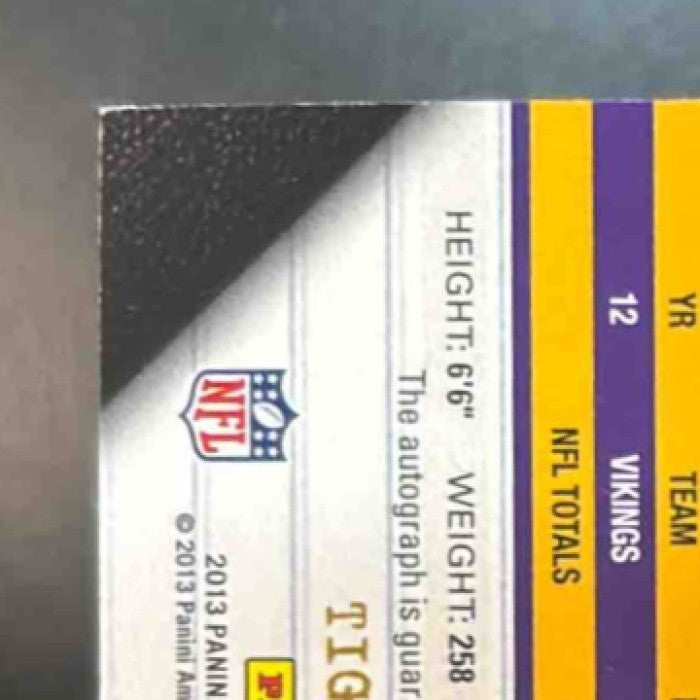 YR TEAM
12 VIKINGS
NFL TOTALS
HEIGHT: 6'6" WEIGHT: 258
The autograph is guar
TIG
NFL
P
2013 PANIN
© 2013 Panini Am